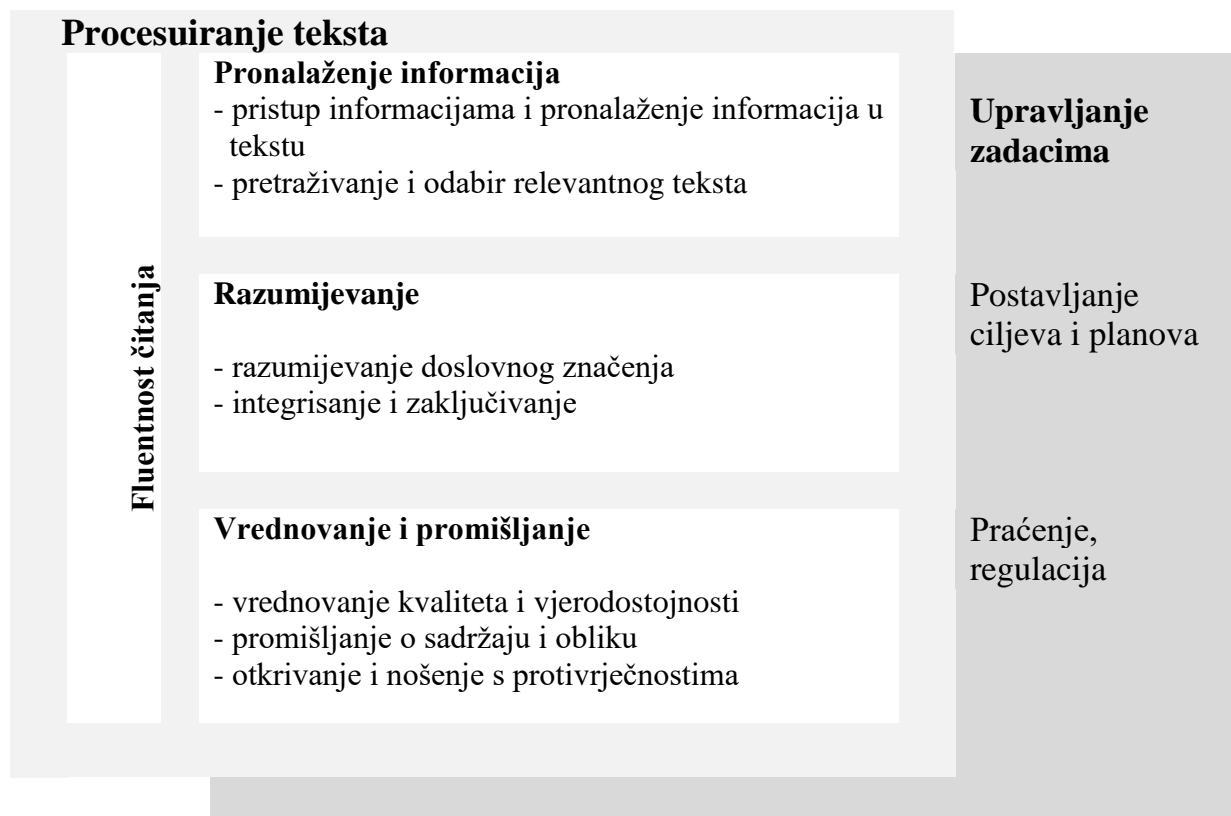 Procesuiranje teksta
Fluentnost čitanja
Pronalaženje informacija
- pristup informacijama i pronalaženje informacija u
tekstu
- pretraživanje i odabir relevantnog teksta
Razumijevanje
- razumijevanje doslovnog značenja
- integrisanje i zaključivanje
Vrednovanje i promišljanje
- vrednovanje kvaliteta i vjerodostojnosti
- promišljanje o sadržaju i obliku
- otkrivanje i nošenje s protivrječnostima
Upravljanje
zadacima
Postavljanje
ciljeva i planova
Praćenje,
regulacija